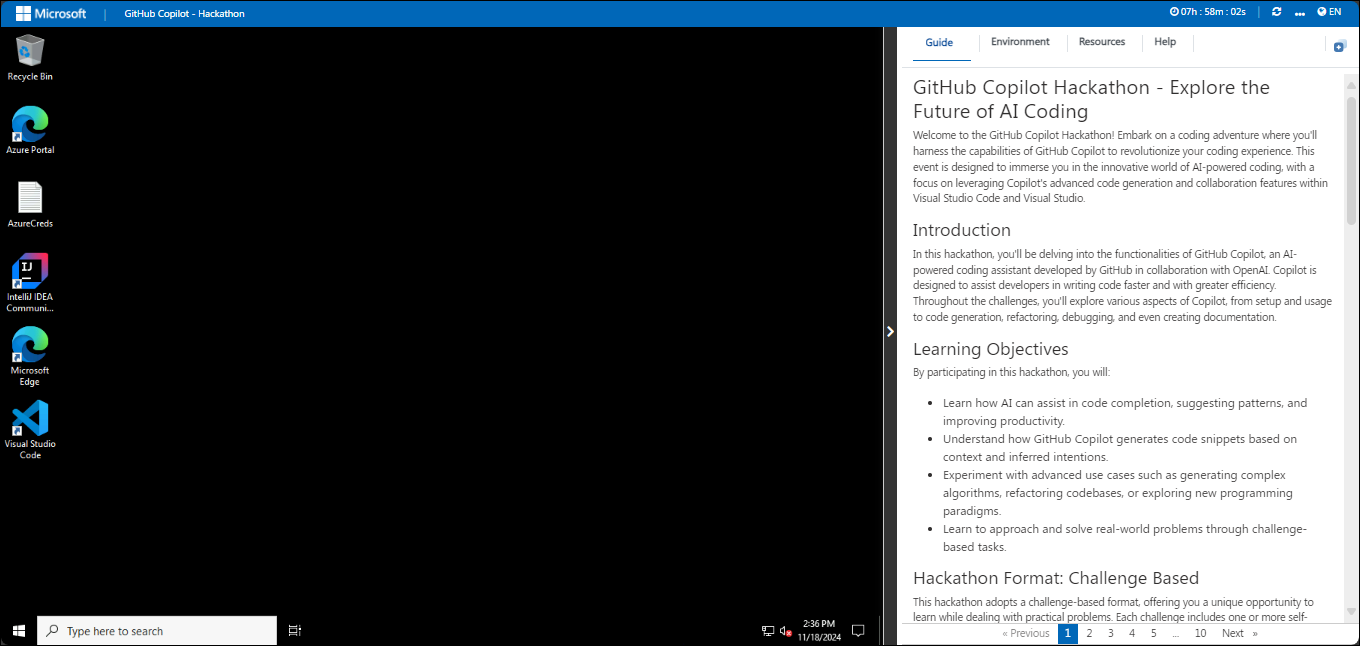 Microsoft | GitHub Copilot - Hackathon
07h : 58m : 02s
EN
Recycle Bin
Azure Portal
AzureCreds
IntelliJ IDEA
Communi...
Microsoft
Edge
Visual Studio
Code
Type here to search
2:36 PM
11/18/2024
Guide
Environment
Resources
Help
GitHub Copilot Hackathon - Explore the
Future of AI Coding
Welcome to the GitHub Copilot Hackathon! Embark on a coding adventure where you'll
harness the capabilities of GitHub Copilot to revolutionize your coding experience. This
event is designed to immerse you in the innovative world of AI-powered coding, with a
focus on leveraging Copilot's advanced code generation and collaboration features within
Visual Studio Code and Visual Studio.
Introduction
In this hackathon, you'll be delving into the functionalities of GitHub Copilot, an AI-
powered coding assistant developed by GitHub in collaboration with OpenAI. Copilot is
designed to assist developers in writing code faster and with greater efficiency.
Throughout the challenges, you'll explore various aspects of Copilot, from setup and usage
to code generation, refactoring, debugging, and even creating documentation.
Learning Objectives
By participating in this hackathon, you will:
• Learn how AI can assist in code completion, suggesting patterns, and
improving productivity.
• Understand how GitHub Copilot generates code snippets based on
context and inferred intentions.
• Experiment with advanced use cases such as generating complex
algorithms, refactoring codebases, or exploring new programming
paradigms.
• Learn to approach and solve real-world problems through challenge-
based tasks.
Hackathon Format: Challenge Based
This hackathon adopts a challenge-based format, offering you a unique opportunity to
learn while dealing with practical problems. Each challenge includes one or more self-
« Previous 1 2 3 4 5 ... 10 Next »